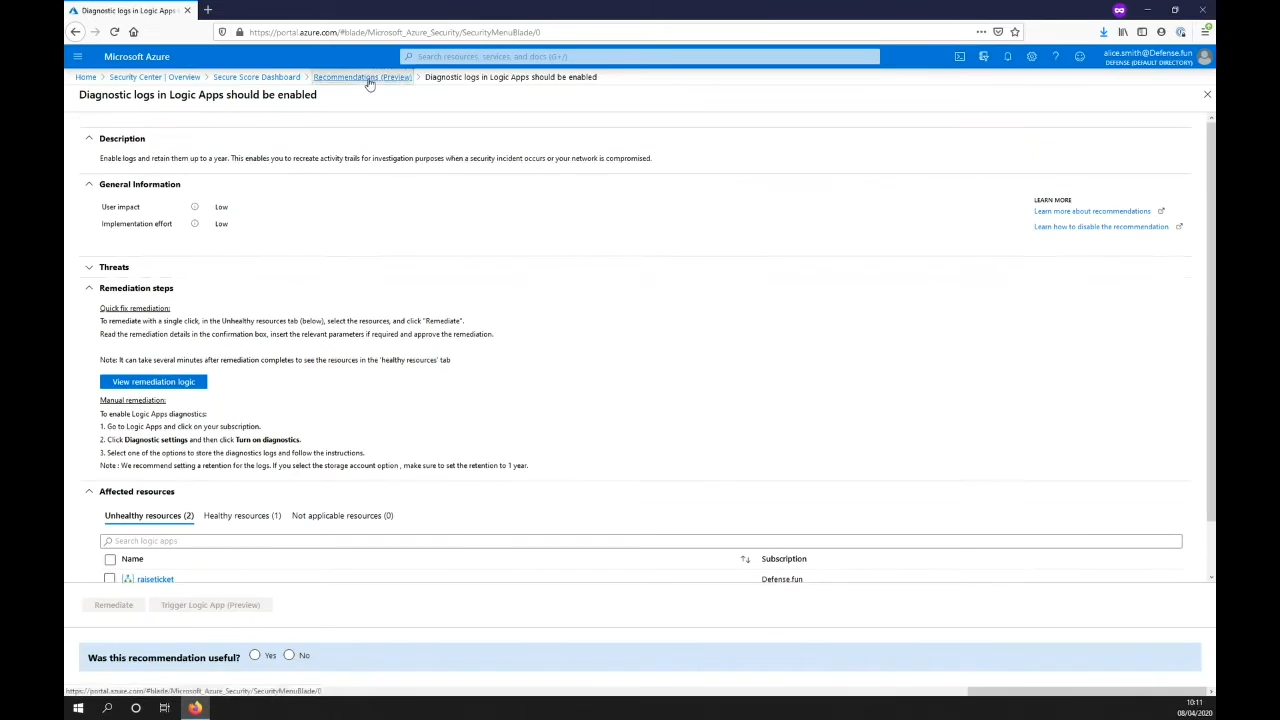 Diagnostic logs in Logic Apps
https://portal.azure.com/#blade/Microsoft_Azure_Security/SecurityMenuBlade/0
Microsoft Azure
Search resources, services, and docs (G+/)
alice.smith@Defense.fun
DEFENSE (DEFAULT DIRECTORY)
Home > Security Center | Overview > Secure Score Dashboard > Recommendations (Preview) > Diagnostic logs in Logic Apps should be enabled
Diagnostic logs in Logic Apps should be enabled
Description
Enable logs and retain them up to a year. This enables you to recreate activity trails for investigation purposes when a security incident occurs or your network is compromised.
General Information
User impact Low
Implementation effort Low
LEARN MORE
Learn more about recommendations
Learn how to disable the recommendation
Threats
Remediation steps
Quick fix remediation:
To remediate with a single click, in the Unhealthy resources tab (below), select the resources, and click "Remediate".
Read the remediation details in the confirmation box, insert the relevant parameters if required and approve the remediation.
Note: It can take several minutes after remediation completes to see the resources in the 'healthy resources' tab
View remediation logic
Manual remediation:
To enable Logic Apps diagnostics:
1. Go to Logic Apps and click on your subscription.
2. Click Diagnostic settings and then click Turn on diagnostics.
3. Select one of the options to store the diagnostics logs and follow the instructions.
Note : We recommend setting a retention for the logs. If you select the storage account option , make sure to set the retention to 1 year.
Affected resources
Unhealthy resources (2) Healthy resources (1) Not applicable resources (0)
Search logic apps
Name Subscription
raiseticket Defense.fun
Remediate Trigger Logic App (Preview)
Was this recommendation useful? Yes No
https://portal.azure.com/#blade/Microsoft_Azure_Security/SecurityMenuBlade/0
10:11
08/04/2020